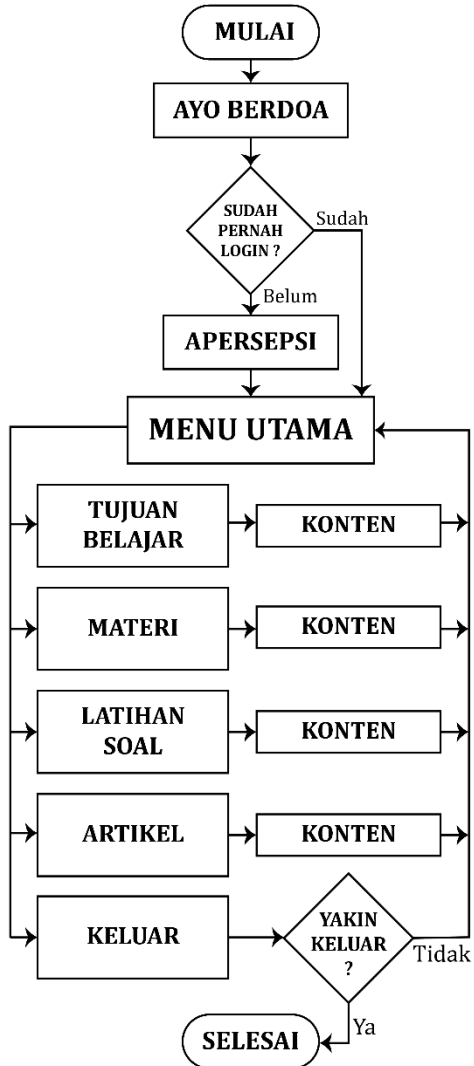 MULAI
AYO BERDOA
SUDAH
PERNAH
LOGIN ?
Sudah
Belum
APERSEPSI
MENU UTAMA
TUJUAN
BELAJAR
KONTEN
MATERI
KONTEN
LATIHAN
SOAL
KONTEN
ARTIKEL
KONTEN
KELUAR
YAKIN
KELUAR
?
Tidak
Ya
SELESAI